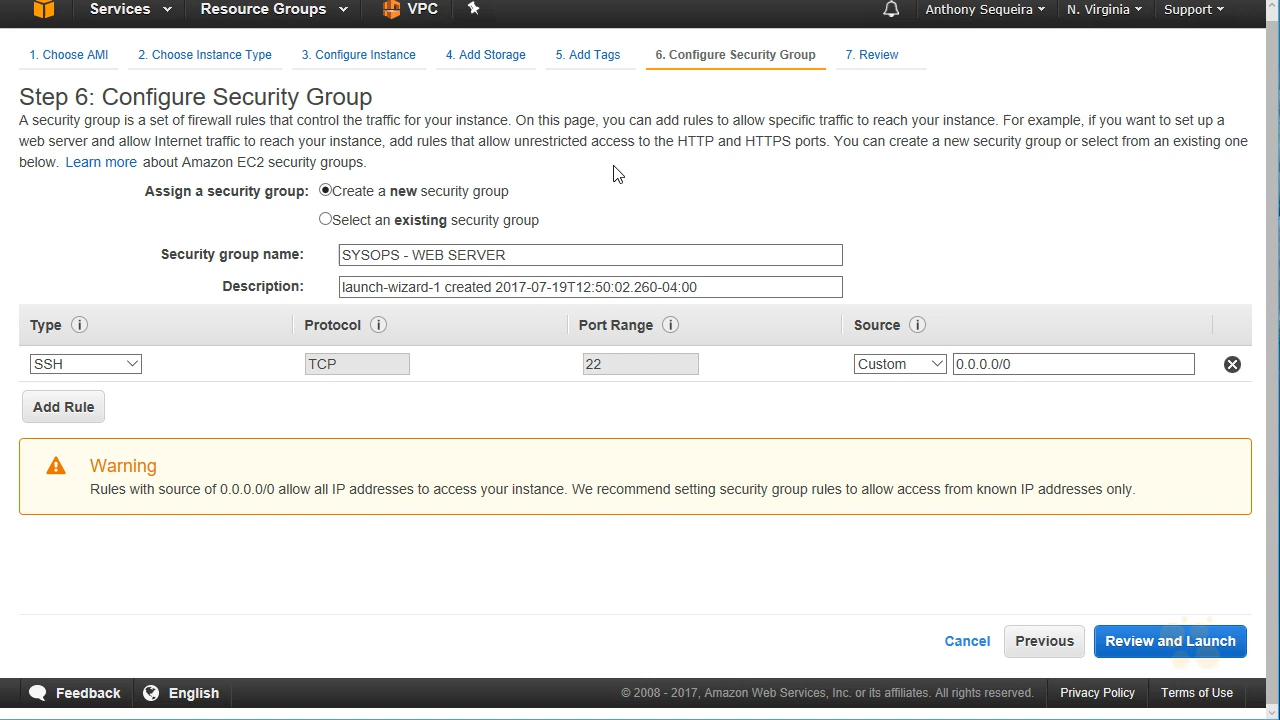 Services Resource Groups VPC Anthony Sequeira N. Virginia Support
1. Choose AMI 2. Choose Instance Type 3. Configure Instance 4. Add Storage 5. Add Tags 6. Configure Security Group 7. Review
Step 6: Configure Security Group
A security group is a set of firewall rules that control the traffic for your instance. On this page, you can add rules to allow specific traffic to reach your instance. For example, if you want to set up a
web server and allow Internet traffic to reach your instance, add rules that allow unrestricted access to the HTTP and HTTPS ports. You can create a new security group or select from an existing one
below. Learn more about Amazon EC2 security groups.
Assign a security group: Create a new security group
Select an existing security group
Security group name: SYSOPS - WEB SERVER
Description: launch-wizard-1 created 2017-07-19T12:50:02.260-04:00
Type i Protocol i Port Range i Source i
SSH TCP 22 Custom 0.0.0.0/0
Add Rule
Warning
Rules with source of 0.0.0.0/0 allow all IP addresses to access your instance. We recommend setting security group rules to allow access from known IP addresses only.
Cancel Previous Review and Launch
Feedback English © 2008 - 2017, Amazon Web Services, Inc. or its affiliates. All rights reserved. Privacy Policy Terms of Use